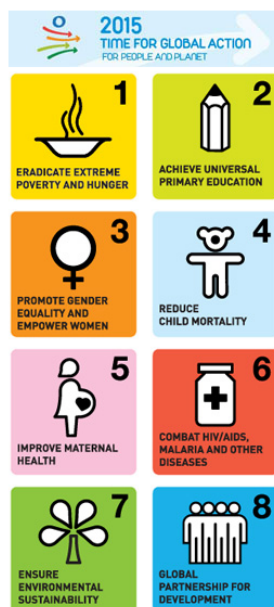 2015
TIME FOR GLOBAL ACTION
FOR PEOPLE AND PLANET
1
ERADICATE EXTREME
POVERTY AND HUNGER
2
ACHIEVE UNIVERSAL
PRIMARY EDUCATION
3
PROMOTE GENDER
EQUALITY AND
EMPOWER WOMEN
4
REDUCE
CHILD MORTALITY
5
IMPROVE MATERNAL
HEALTH
6
COMBAT HIV/AIDS,
MALARIA AND OTHER
DISEASES
7
ENSURE
ENVIRONMENTAL
SUSTAINABILITY
8
GLOBAL
PARTNERSHIP FOR
DEVELOPMENT